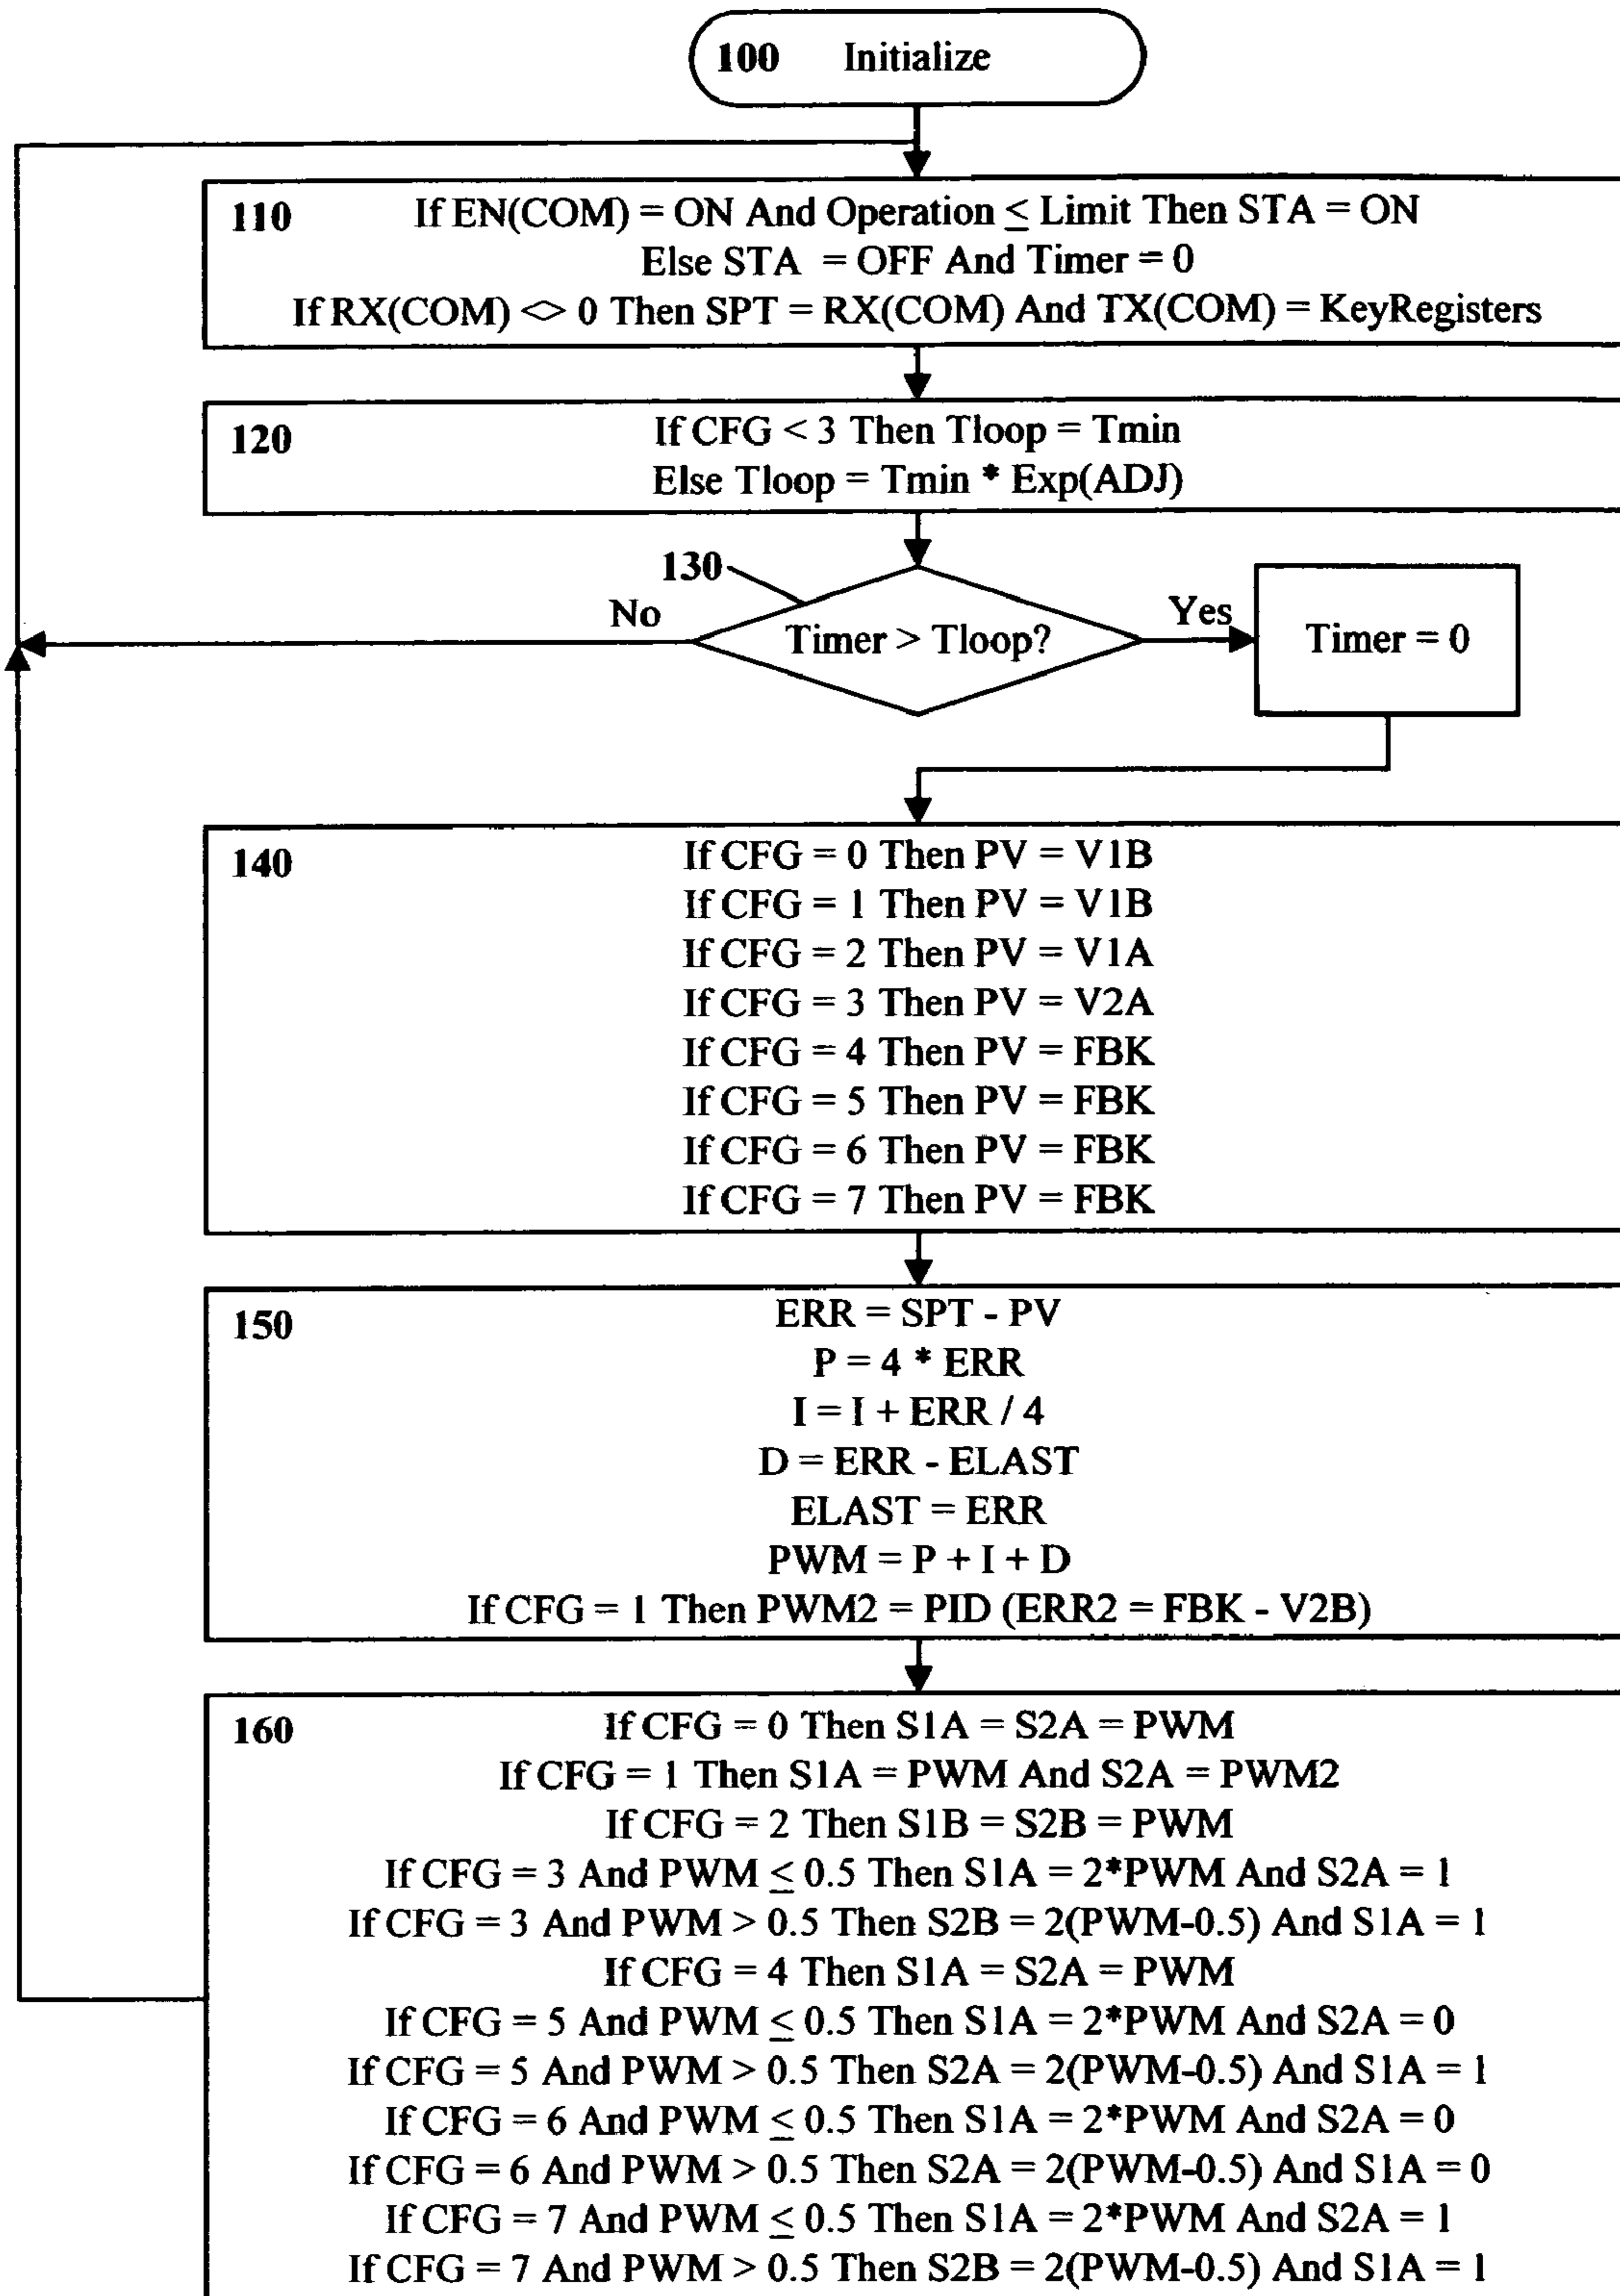 100 Initialize
110 If EN(COM) = ON And Operation ≤ Limit Then STA = ON
Else STA = OFF And Timer = 0
If RX(COM) <> 0 Then SPT = RX(COM) And TX(COM) = KeyRegisters
120 If CFG < 3 Then Tloop = Tmin
Else Tloop = Tmin * Exp(ADJ)
130
No
Timer > Tloop?
Yes
Timer = 0
140 If CFG = 0 Then PV = V1B
If CFG = 1 Then PV = V1B
If CFG = 2 Then PV = V1A
If CFG = 3 Then PV = V2A
If CFG = 4 Then PV = FBK
If CFG = 5 Then PV = FBK
If CFG = 6 Then PV = FBK
If CFG = 7 Then PV = FBK
150 ERR = SPT - PV
P = 4 * ERR
I = I + ERR / 4
D = ERR - ELAST
ELAST = ERR
PWM = P + I + D
If CFG = 1 Then PWM2 = PID (ERR2 = FBK - V2B)
160 If CFG = 0 Then S1A = S2A = PWM
If CFG = 1 Then S1A = PWM And S2A = PWM2
If CFG = 2 Then S1B = S2B = PWM
If CFG = 3 And PWM ≤ 0.5 Then S1A = 2*PWM And S2A = 1
If CFG = 3 And PWM > 0.5 Then S2B = 2(PWM-0.5) And S1A = 1
If CFG = 4 Then S1A = S2A = PWM
If CFG = 5 And PWM ≤ 0.5 Then S1A = 2*PWM And S2A = 0
If CFG = 5 And PWM > 0.5 Then S2A = 2(PWM-0.5) And S1A = 1
If CFG = 6 And PWM ≤ 0.5 Then S1A = 2*PWM And S2A = 0
If CFG = 6 And PWM > 0.5 Then S2A = 2(PWM-0.5) And S1A = 0
If CFG = 7 And PWM ≤ 0.5 Then S1A = 2*PWM And S2A = 1
If CFG = 7 And PWM > 0.5 Then S2B = 2(PWM-0.5) And S1A = 1